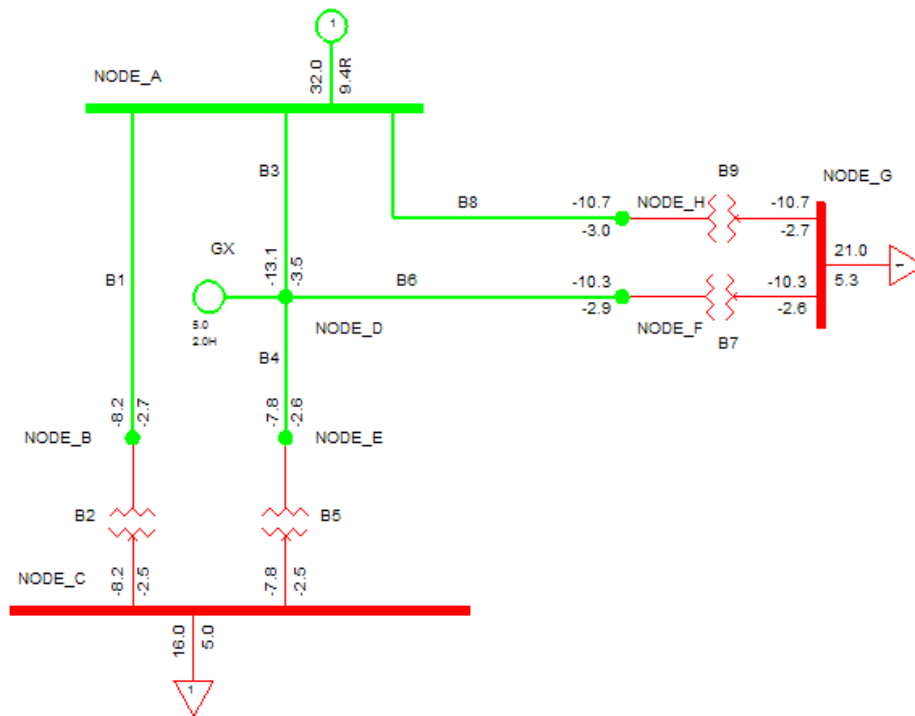 1
32.0
9.4R
NODE_A
B3
B9
NODE_G
B8
-10.7
NODE_H
-10.7
-3.0
-2.7
GX
-13.1
-3.5
21.0
1
5.3
B1
B6
-10.3
-10.3
-2.9
-2.6
5.0
2.0H
NODE_D
NODE_F
B7
B4
-8.2
-2.7
-7.8
-2.6
NODE_B
NODE_E
B2
B5
NODE_C
-8.2
-2.5
-7.8
-2.5
16.0
5.0
1